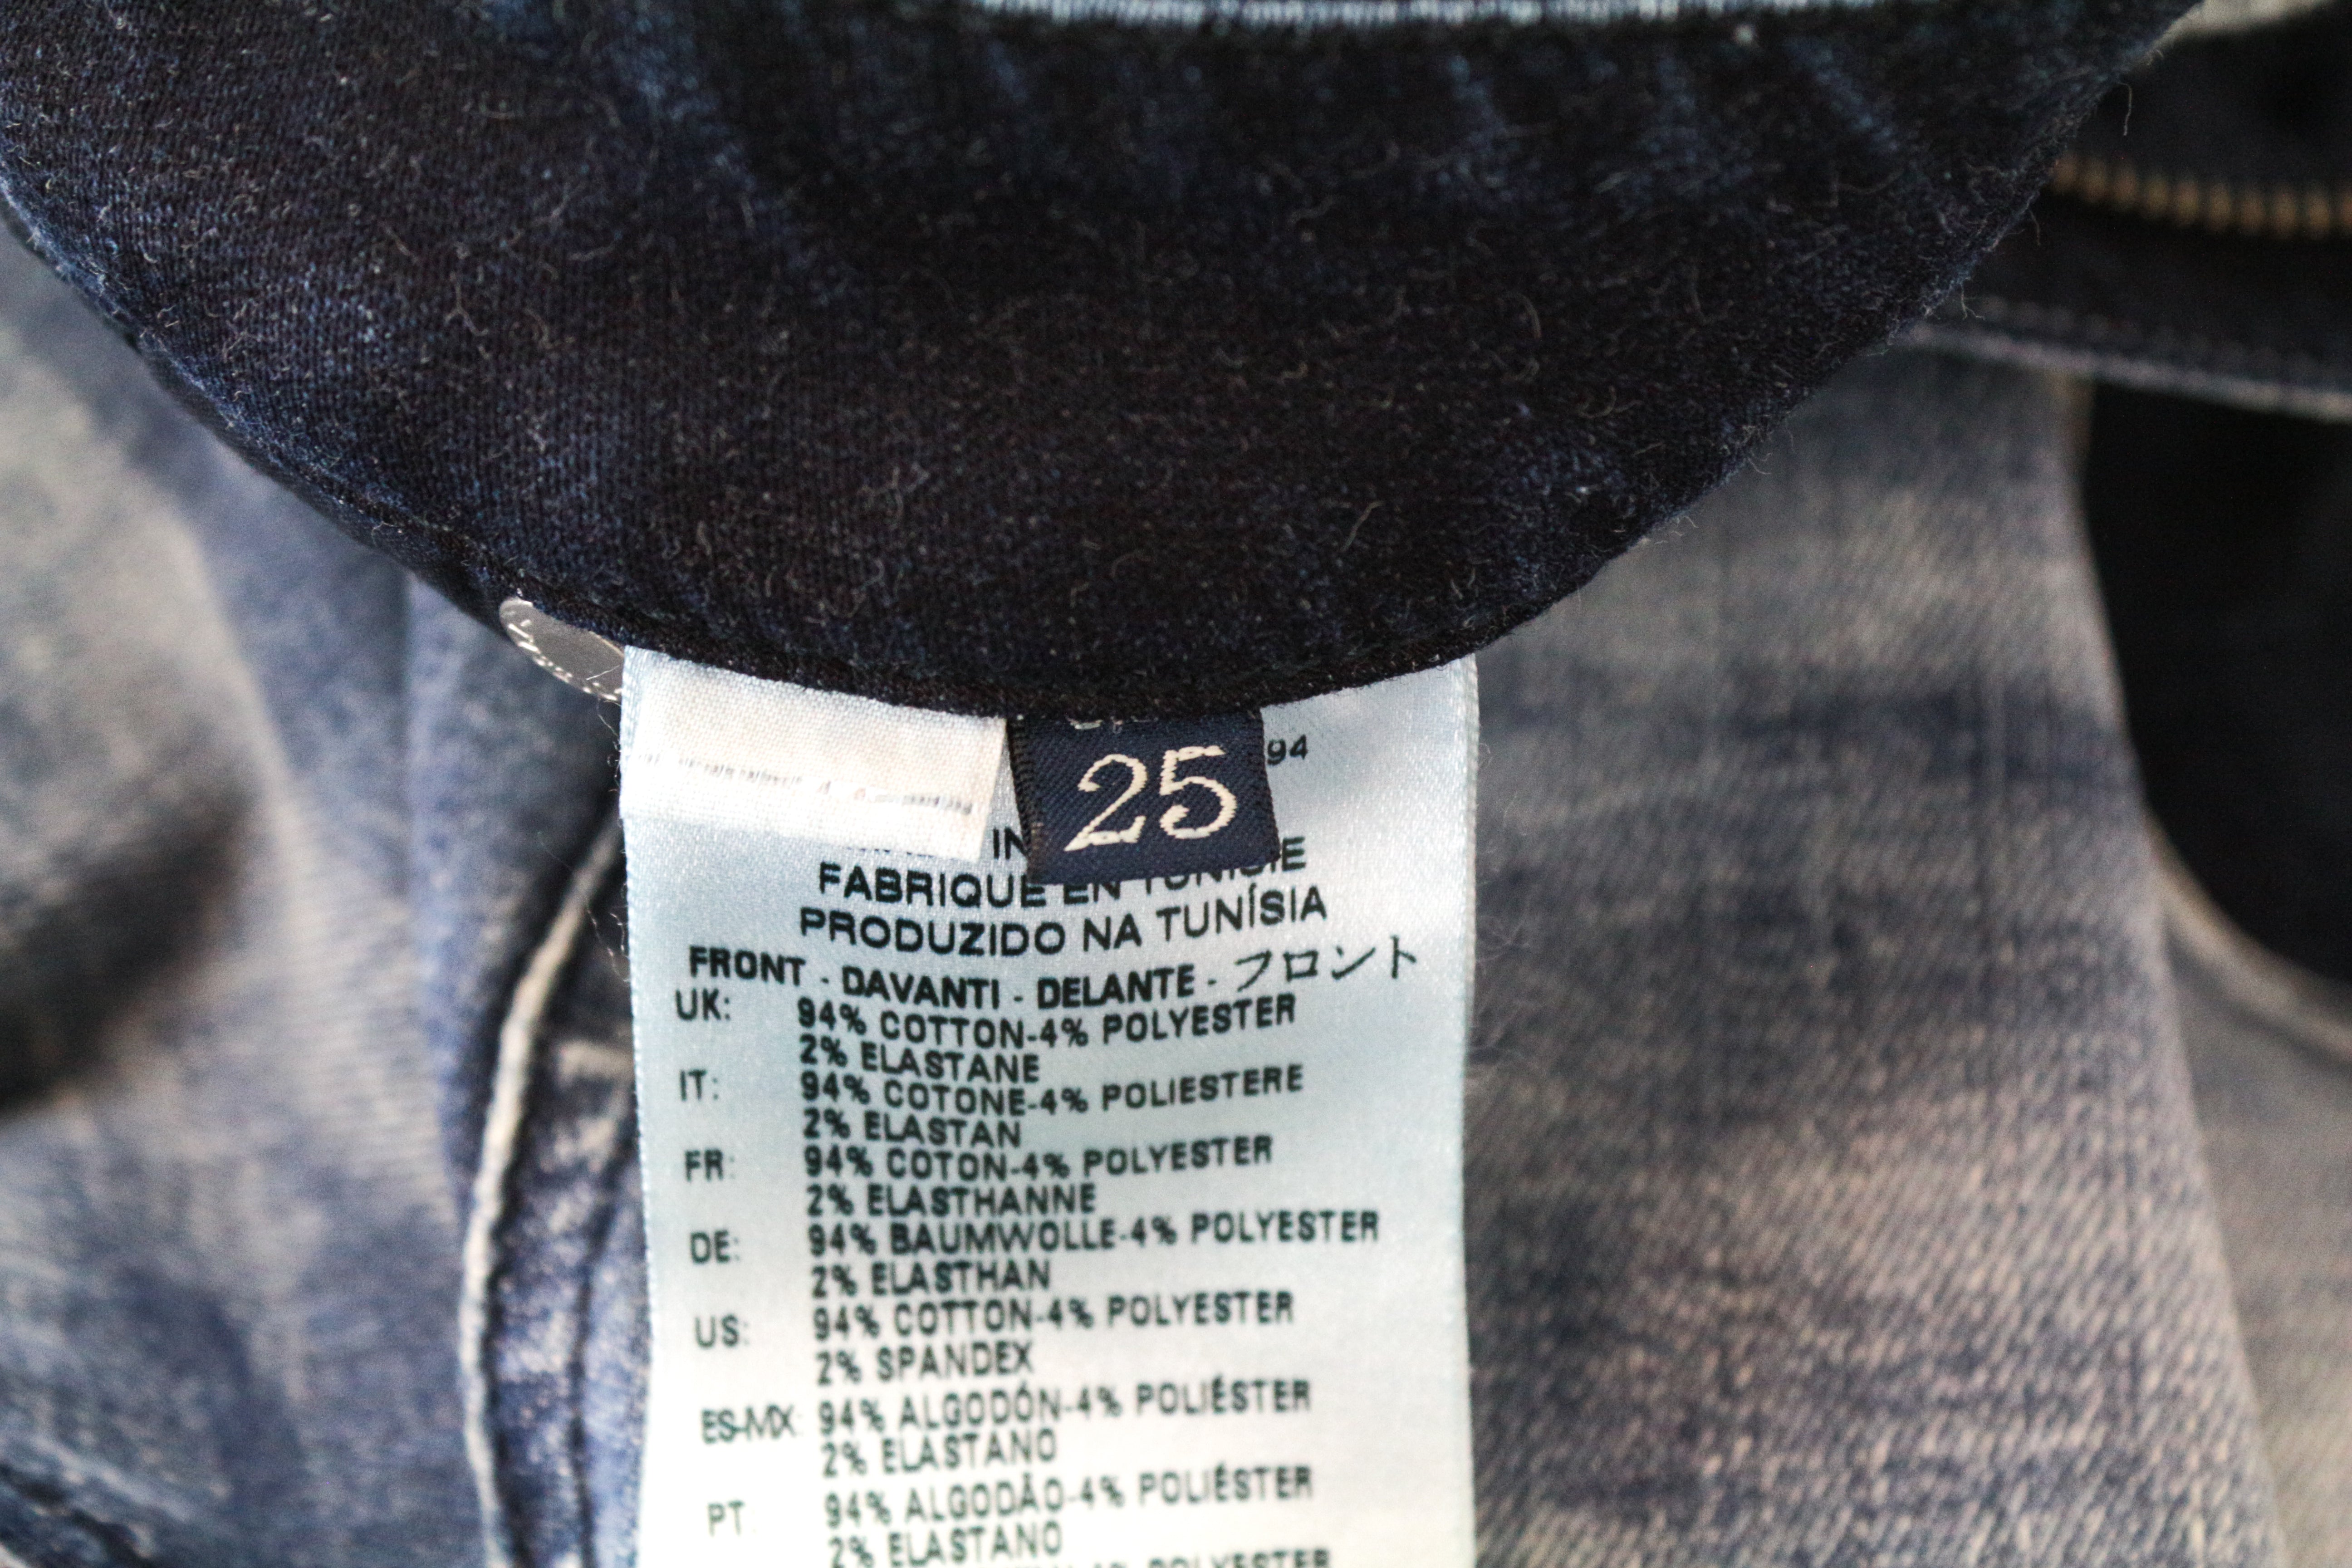 25
94
IN
FABRIQUE EN TUNISIE
PRODUZIDO NA TUNÍSIA
FRONT - DAVANTI - DELANTE - フロント
UK: 94% COTTON-4% POLYESTER
2% ELASTANE
IT: 94% COTONE-4% POLIESTERE
2% ELASTAN
FR: 94% COTON-4% POLYESTER
2% ELASTHANNE
DE: 94% BAUMWOLLE-4% POLYESTER
2% ELASTHAN
US: 94% COTTON-4% POLYESTER
2% SPANDEX
ES-MX: 94% ALGODÓN-4% POLIÉSTER
2% ELASTANO
PT: 94% ALGODÃO-4% POLIÉSTER
2% ELASTANO
POLYESTER